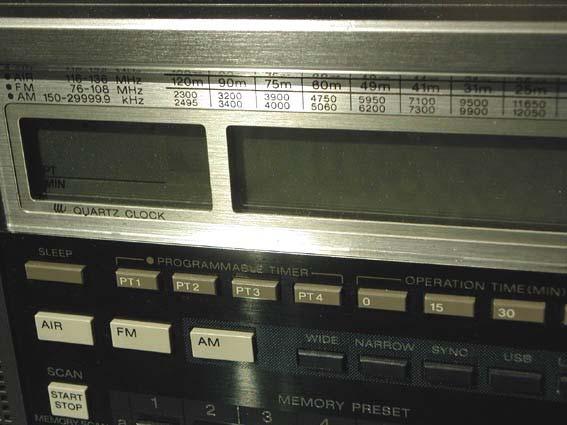 AIR 116-136 MHz
FM 76-108 MHz
AM 150-29999.9 kHz
120m 90m 75m 60m 49m 41m 31m 25m
2300 3200 3900 4750 5950 7100 9500 11650
2495 3400 4000 5060 6200 7300 9900 12050
PT
MIN
QUARTZ CLOCK
SLEEP
PROGRAMMABLE TIMER
OPERATION TIME(MIN)
PT1 PT2 PT3 PT4 0 15 30
AIR FM AM
WIDE NARROW SYNC USB
SCAN
START
STOP
MEMORY PRESET
1 2 3 4